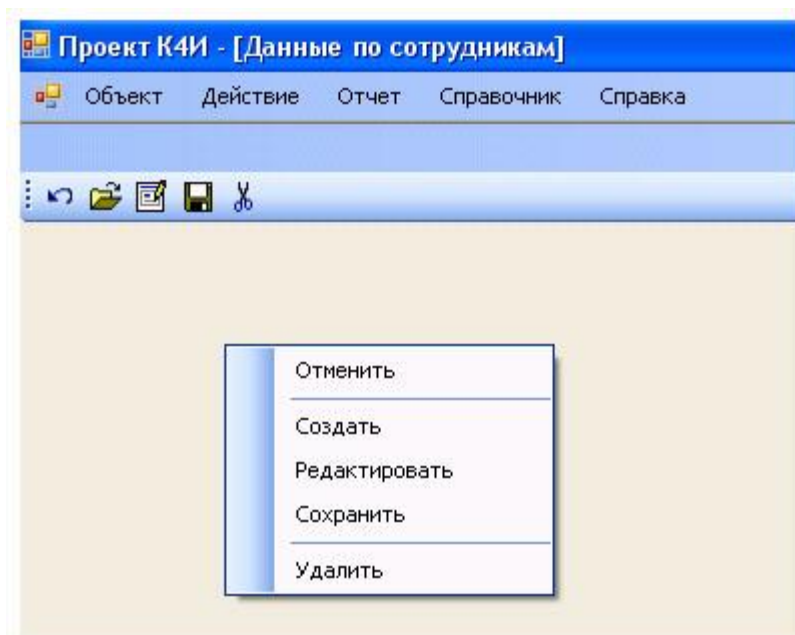 Проект К4И - [Данные по сотрудникам]
Объект Действие Отчет Справочник Справка
Отменить
Создать
Редактировать
Сохранить
Удалить